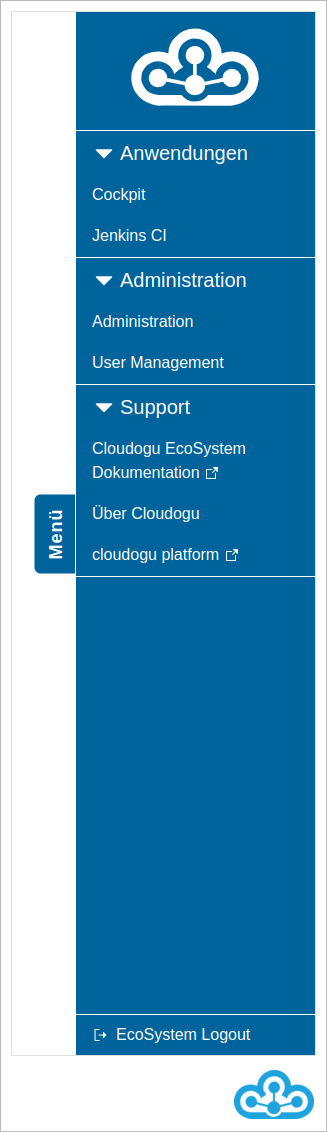 Anwendungen
Cockpit
Jenkins CI
Administration
Administration
User Management
Support
Cloudogu EcoSystem
Dokumentation
Über Cloudogu
cloudogu platform
Menü
EcoSystem Logout